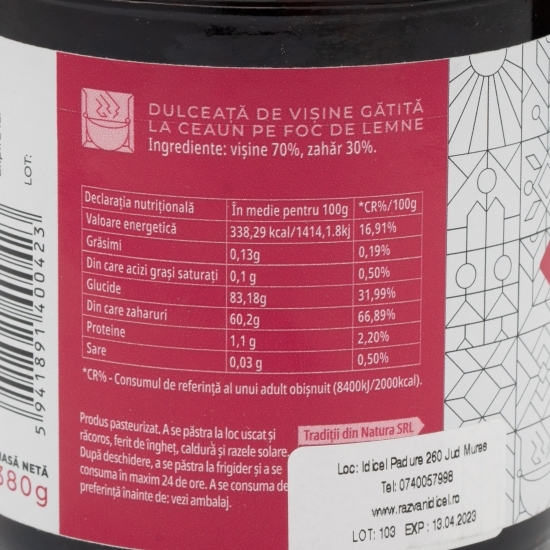 DULCEAȚĂ DE VIȘINE GĂTITĂ
LA CEAUN PE FOC DE LEMNE
Ingrediente: vișine 70%, zahăr 30%.
Declarația nutrițională În medie pentru 100g *CR%/100g
Valoare energetică 338,29 kcal/1414,1.8kj 16,91%
Grăsimi 0,13g 0,19%
Din care acizi grași saturați 0,1 g 0,50%
Glucide 83,18g 31,99%
Din care zaharuri 60,2g 66,89%
Proteine 1,1 g 2,20%
Sare 0,03 g 0,50%
*CR% - Consumul de referință al unui adult obișnuit (8400kJ/2000kcal).
Produs pasteurizat. A se păstra la loc uscat și
răcoros, ferit de îngheț, caldură și razele solare.
După deschidere, a se păstra la frigider și a se
consuma în maxim 24 de ore. A se consuma de
preferință înainte de: vezi ambalaj.
Tradiții din Natura SRL
Loc: Idicel Padure 260 Jud Mures
Tel: 0740057998
www.razvanidicel.ro
LOT: 103 EXP: 13.04.2023
LOT:
5941891400423
MASĂ NETĂ
380g